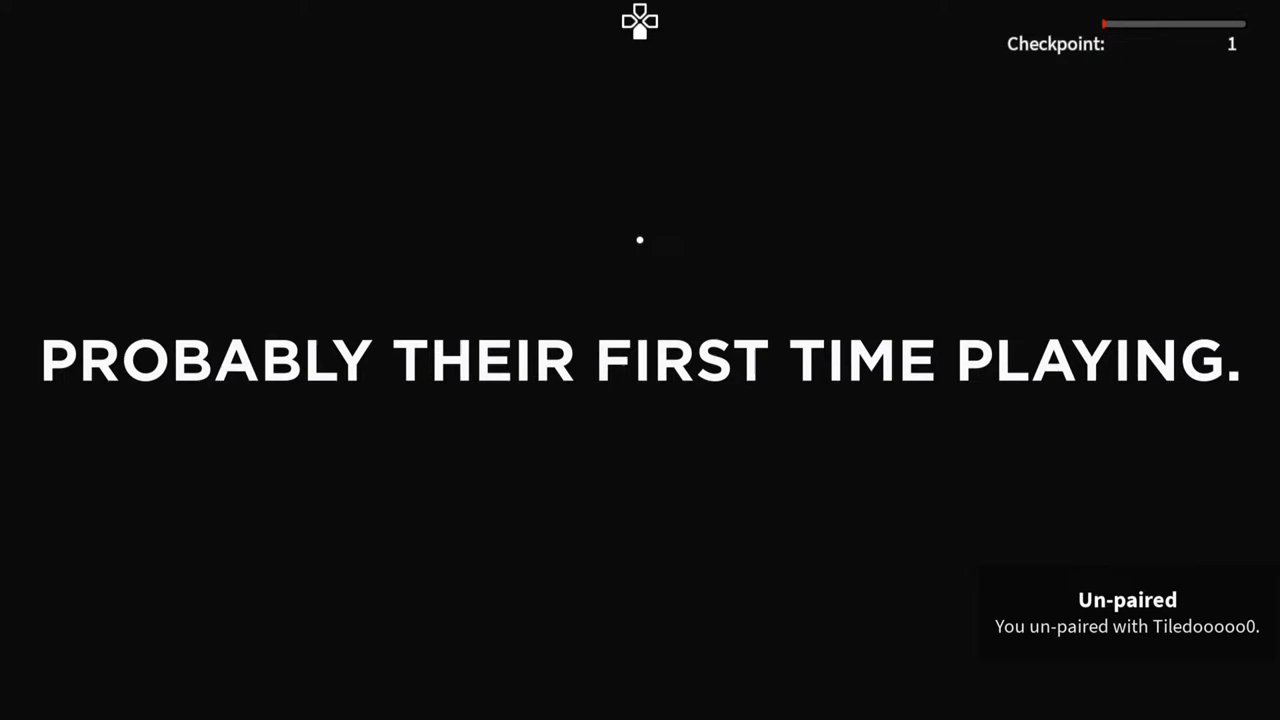 Checkpoint: 1
PROBABLY THEIR FIRST TIME PLAYING.
Un-paired
You un-paired with Tiledooooo0.